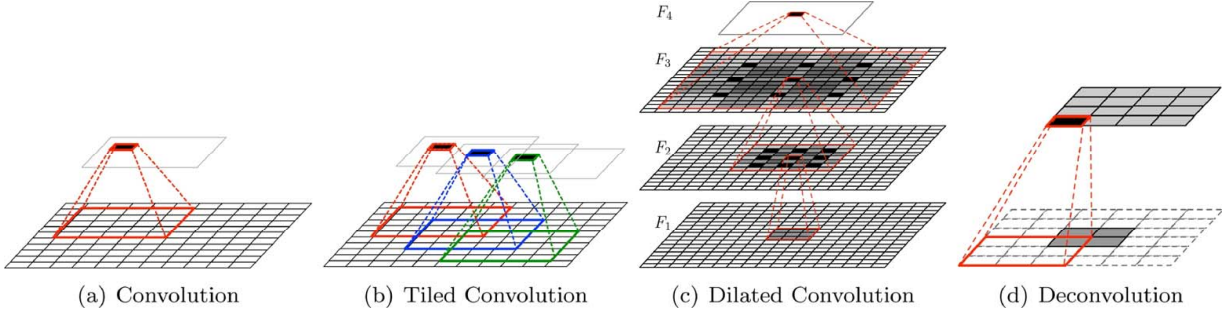 F4
F3
F2
F1
(a) Convolution
(b) Tiled Convolution
(c) Dilated Convolution
(d) Deconvolution